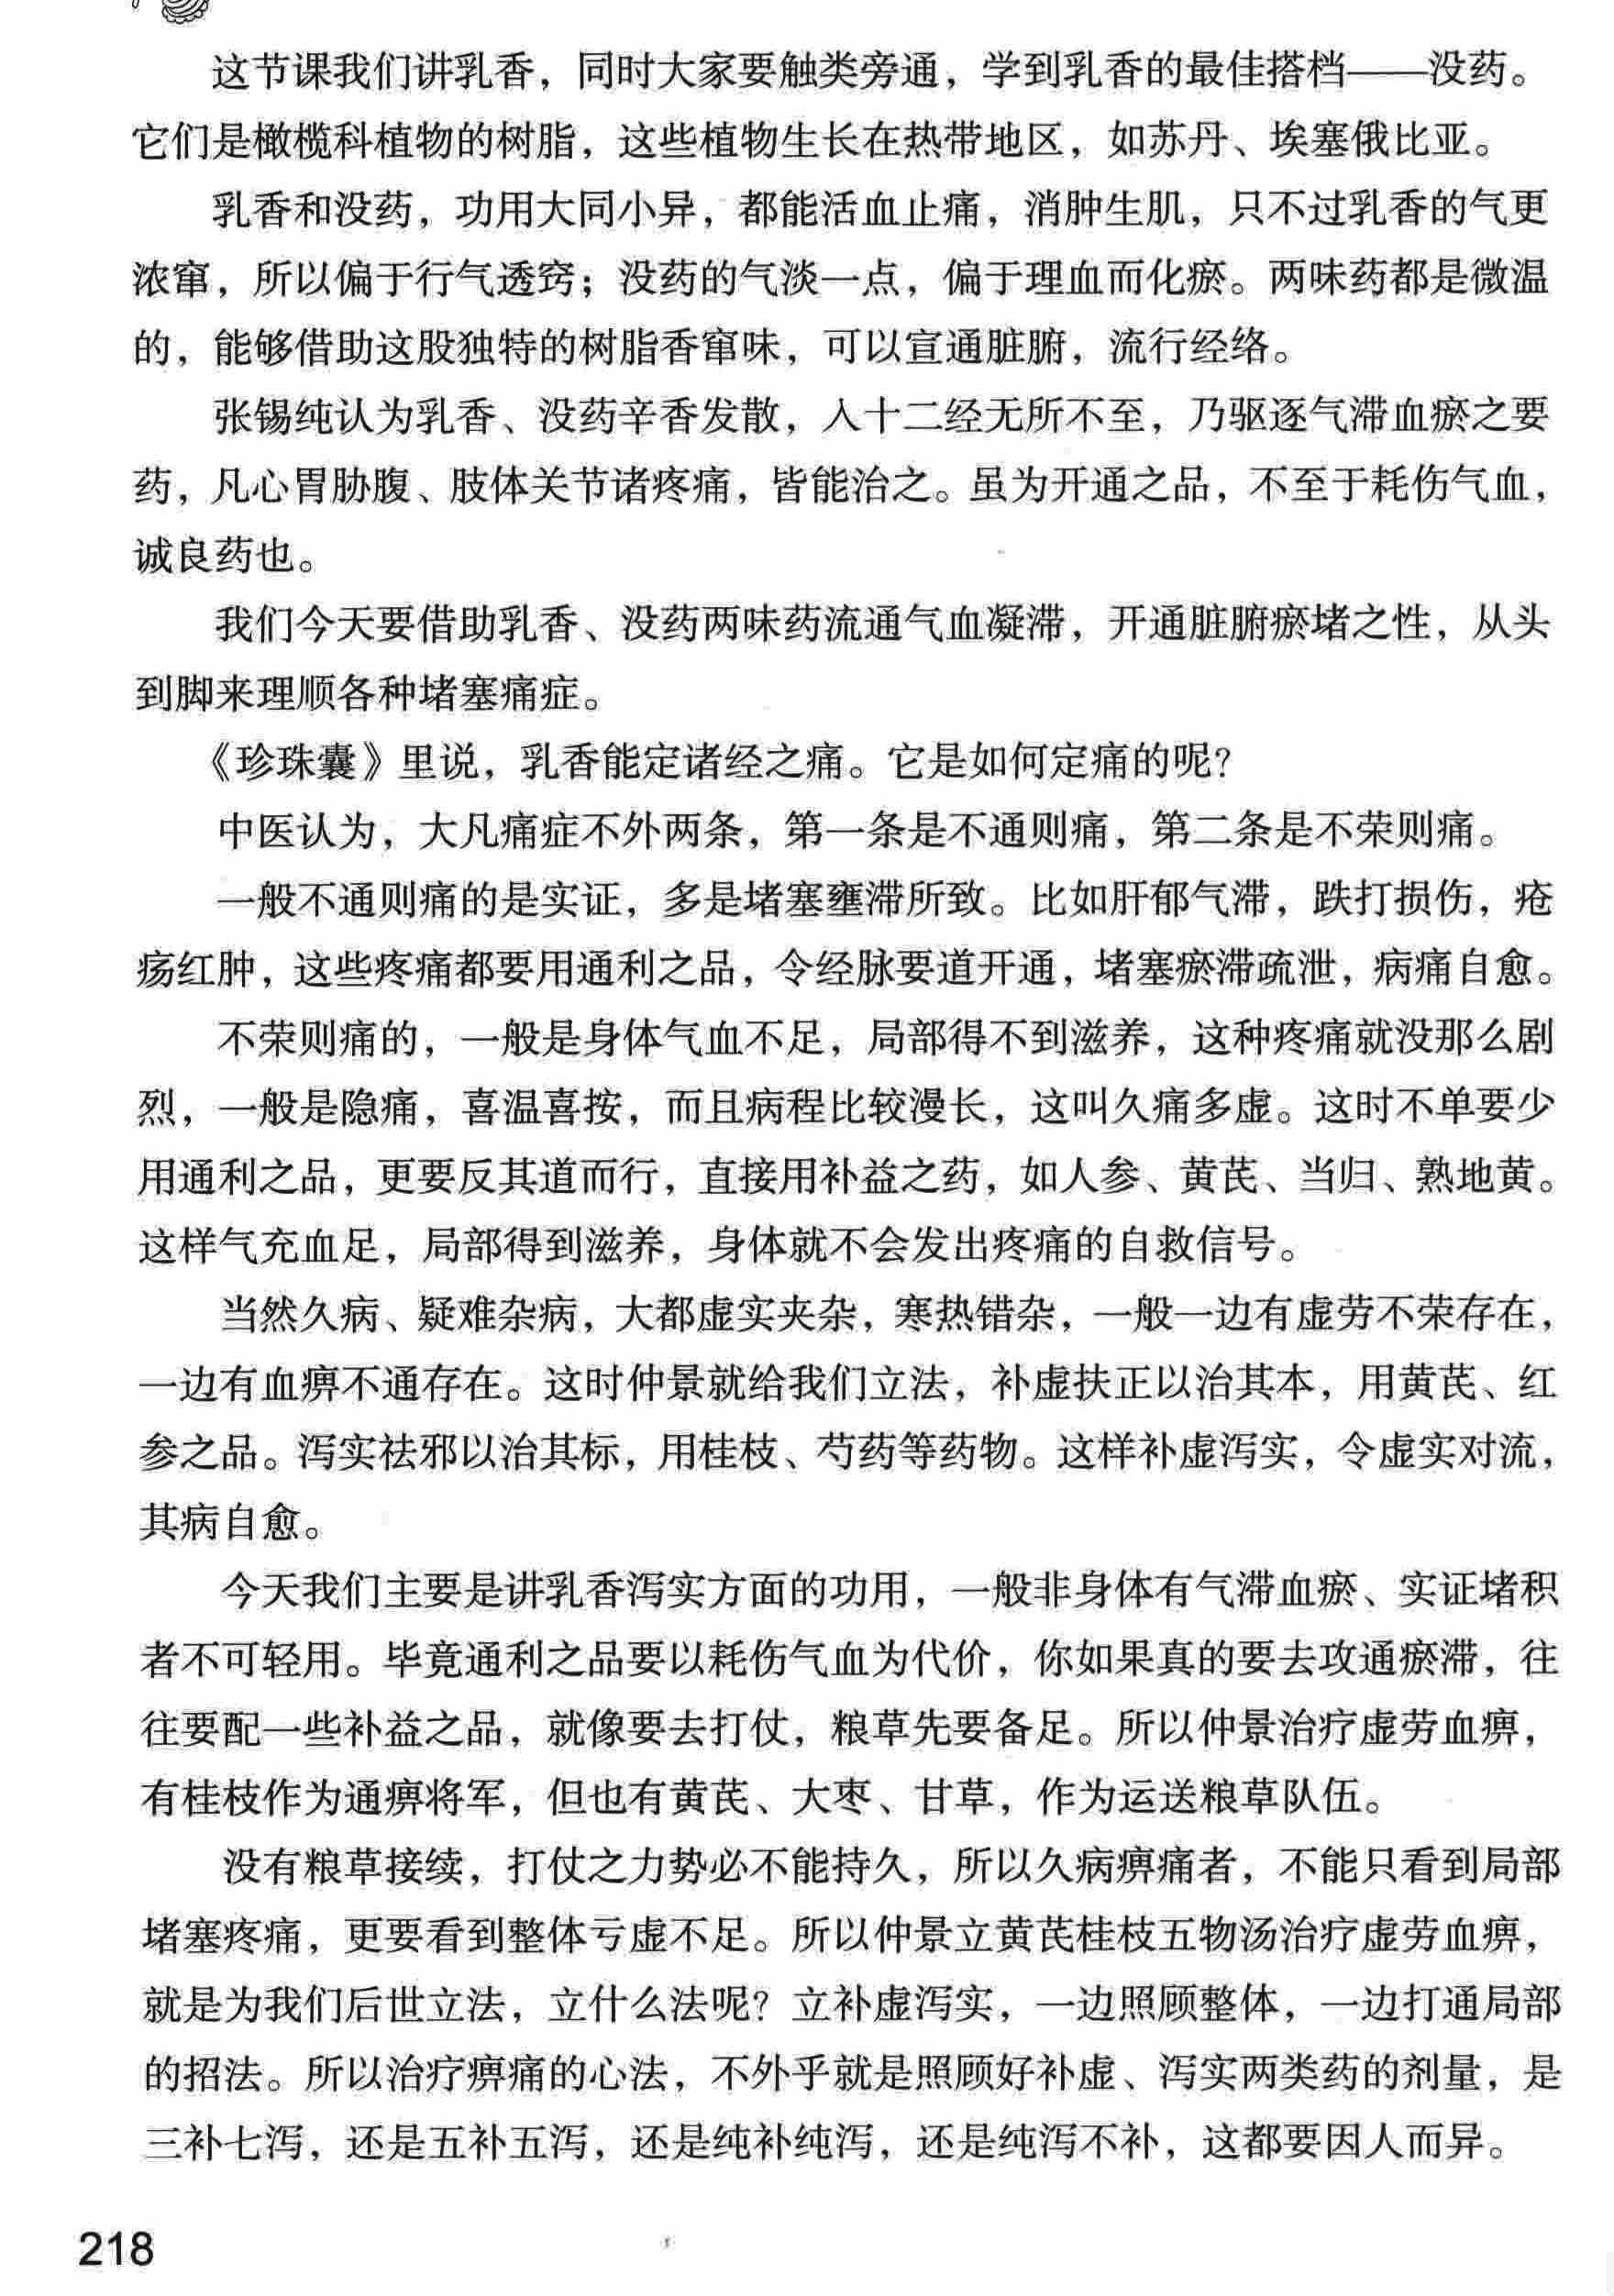 这节课我们讲乳香，同时大家要触类旁通，学到乳香的最佳搭档——没药。
它们是橄榄科植物的树脂，这些植物生长在热带地区，如苏丹、埃塞俄比亚。
乳香和没药，功用大同小异，都能活血止痛，消肿生肌，只不过乳香的气更
浓窜，所以偏于行气透窍；没药的气淡一点，偏于理血而化瘀。两味药都是微温
的，能够借助这股独特的树脂香窜味，可以宣通脏腑，流行经络。
张锡纯认为乳香、没药辛香发散，入十二经无所不至，乃驱逐气滞血瘀之要
药，凡心胃胁腹、肢体关节诸疼痛，皆能治之。虽为开通之品，不至于耗伤气血，
诚良药也。
我们今天要借助乳香、没药两味药流通气血凝滞，开通脏腑瘀堵之性，从头
到脚来理顺各种堵塞痛症。
《珍珠囊》里说，乳香能定诸经之痛。它是如何定痛的呢？
中医认为，大凡痛症不外两条，第一条是不通则痛，第二条是不荣则痛。
一般不通则痛的是实证，多是堵塞壅滞所致。比如肝郁气滞，跌打损伤，疮
疡红肿，这些疼痛都要用通利之品，令经脉要道开通，堵塞瘀滞疏泄，病痛自愈。
不荣则痛的，一般是身体气血不足，局部得不到滋养，这种疼痛就没那么剧
烈，一般是隐痛，喜温喜按，而且病程比较漫长，这叫久痛多虚。这时不单要少
用通利之品，更要反其道而行，直接用补益之药，如人参、黄芪、当归、熟地黄。
这样气充血足，局部得到滋养，身体就不会发出疼痛的自救信号。
当然久病、疑难杂病，大都虚实夹杂，寒热错杂，一般一边有虚劳不荣存在，
一边有血痹不通存在。这时仲景就给我们立法，补虚扶正以治其本，用黄芪、红
参之品。泻实祛邪以治其标，用桂枝、芍药等药物。这样补虚泻实，令虚实对流，
其病自愈。
今天我们主要是讲乳香泻实方面的功用，一般非身体有气滞血瘀、实证堵积
者不可轻用。毕竟通利之品要以耗伤气血为代价，你如果真的要去攻通瘀滞，往
往要配一些补益之品，就像要去打仗，粮草先要备足。所以仲景治疗虚劳血痹，
有桂枝作为通痹将军，但也有黄芪、大枣、甘草，作为运送粮草队伍。
没有粮草接续，打仗之力势必不能持久，所以久病痹痛者，不能只看到局部
堵塞疼痛，更要看到整体亏虚不足。所以仲景立黄芪桂枝五物汤治疗虚劳血痹，
就是为我们后世立法，立什么法呢？立补虚泻实，一边照顾整体，一边打通局部
的招法。所以治疗痹痛的心法，不外乎就是照顾好补虚、泻实两类药的剂量，是
三补七泻，还是五补五泻，还是纯补纯泻，还是纯泻不补，这都要因人而异。
218